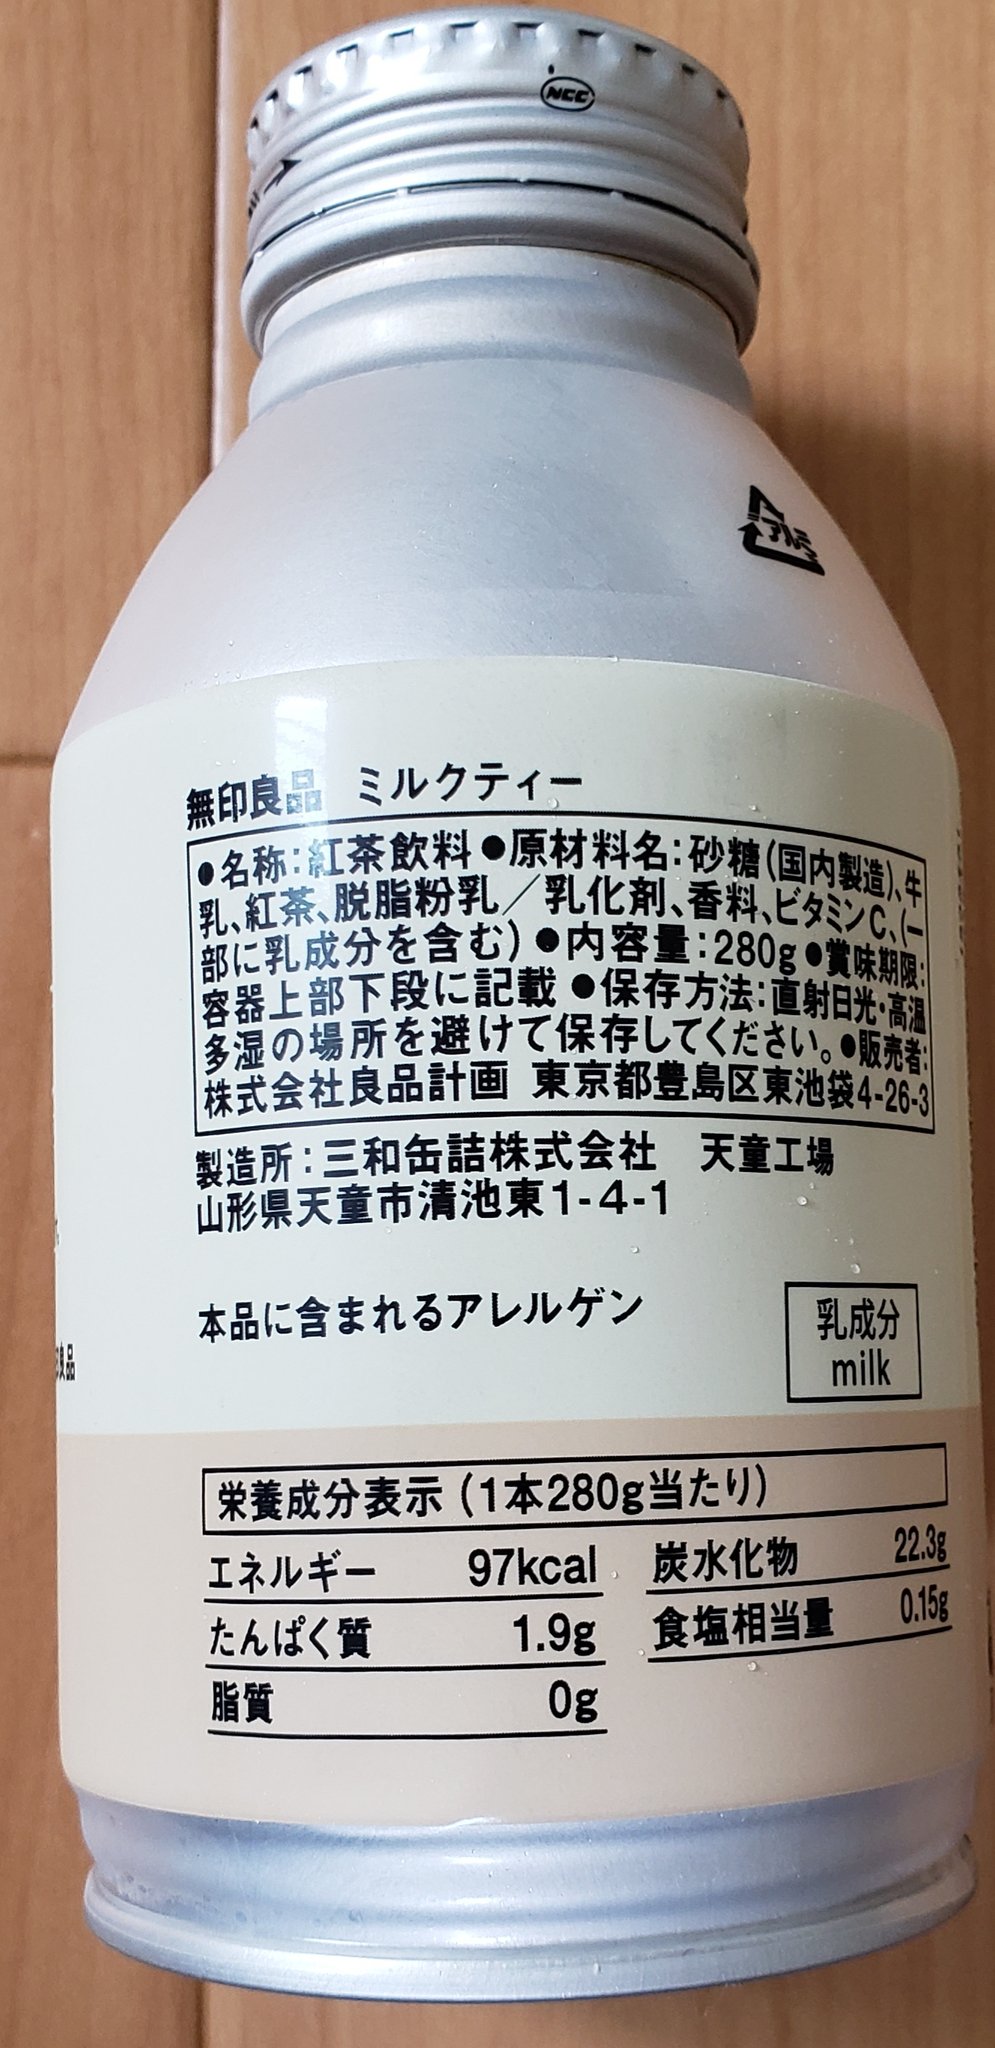 NCC
アルミ
無印良品 ミルクティー
●名称:紅茶飲料 ●原材料名:砂糖(国内製造)、牛
乳、紅茶、脱脂粉乳／乳化剤、香料、ビタミンC、(一
部に乳成分を含む) ●内容量:280g ●賞味期限:
容器上部下段に記載 ●保存方法:直射日光・高温
多湿の場所を避けて保存してください。●販売者:
株式会社良品計画 東京都豊島区東池袋4-26-3
製造所:三和缶詰株式会社 天童工場
山形県天童市清池東1-4-1
本品に含まれるアレルゲン
乳成分
milk
良品
栄養成分表示(1本280g当たり)
エネルギー 97kcal
たんぱく質 1.9g
脂質 0g
炭水化物 22.3g
食塩相当量 0.15g